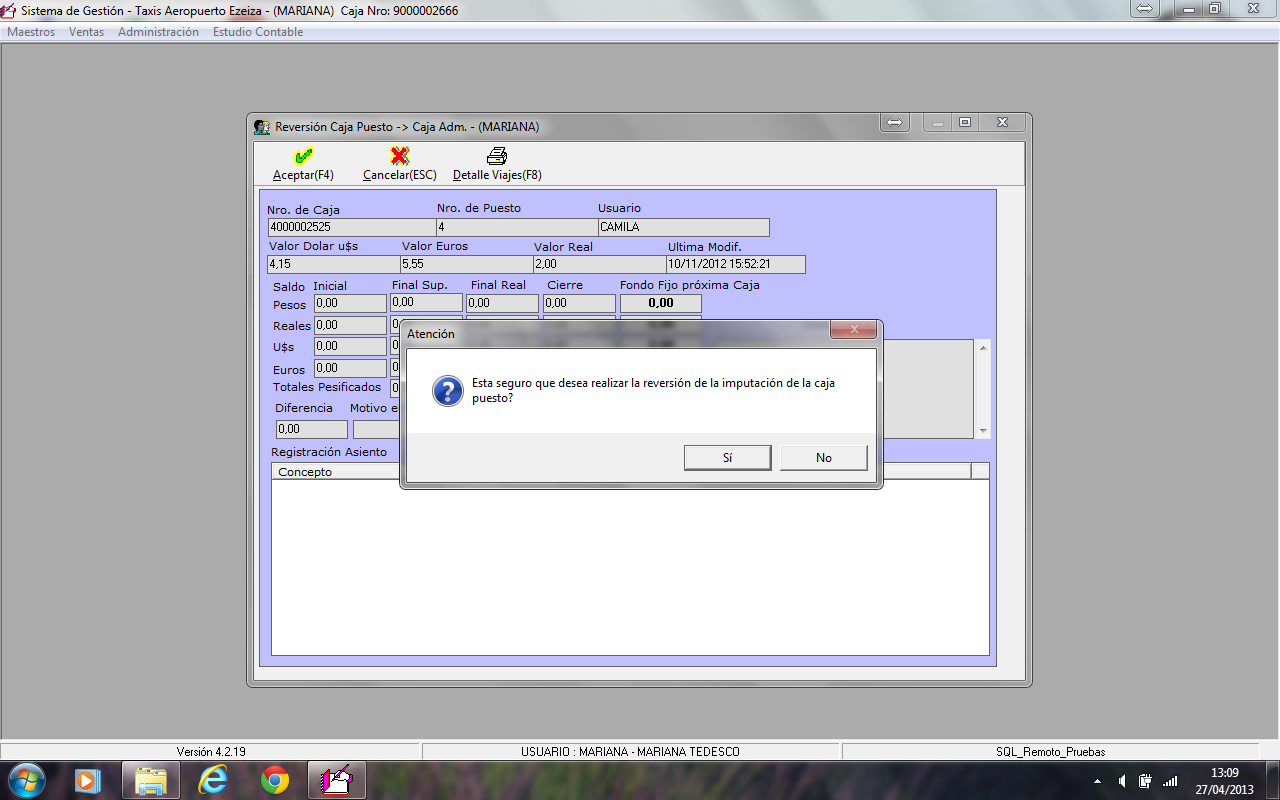 Sistema de Gestión - Taxis Aeropuerto Ezeiza - (MARIANA)  Caja Nro: 9000002666
Maestros Ventas Administración Estudio Contable
Reversión Caja Puesto -> Caja Adm. - (MARIANA)
Aceptar(F4) Cancelar(ESC) Detalle Viajes(F8)
Nro. de Caja Nro. de Puesto Usuario
4000002525 4 CAMILA
Valor Dolar u$s Valor Euros Valor Real Ultima Modif.
4,15 5,55 2,00 10/11/2012 15:52:21
Saldo Inicial Final Sup. Final Real Cierre Fondo Fijo próxima Caja
Pesos 0,00 0,00 0,00 0,00 0,00
Reales 0,00
U$s 0,00
Euros 0,00
Totales Pesificados
Diferencia Motivo
0,00
Registración Asiento
Concepto
Atención
Esta seguro que desea realizar la reversión de la imputación de la caja
puesto?
Sí No
Versión 4.2.19 USUARIO : MARIANA - MARIANA TEDESCO SQL_Remoto_Pruebas
13:09
27/04/2013